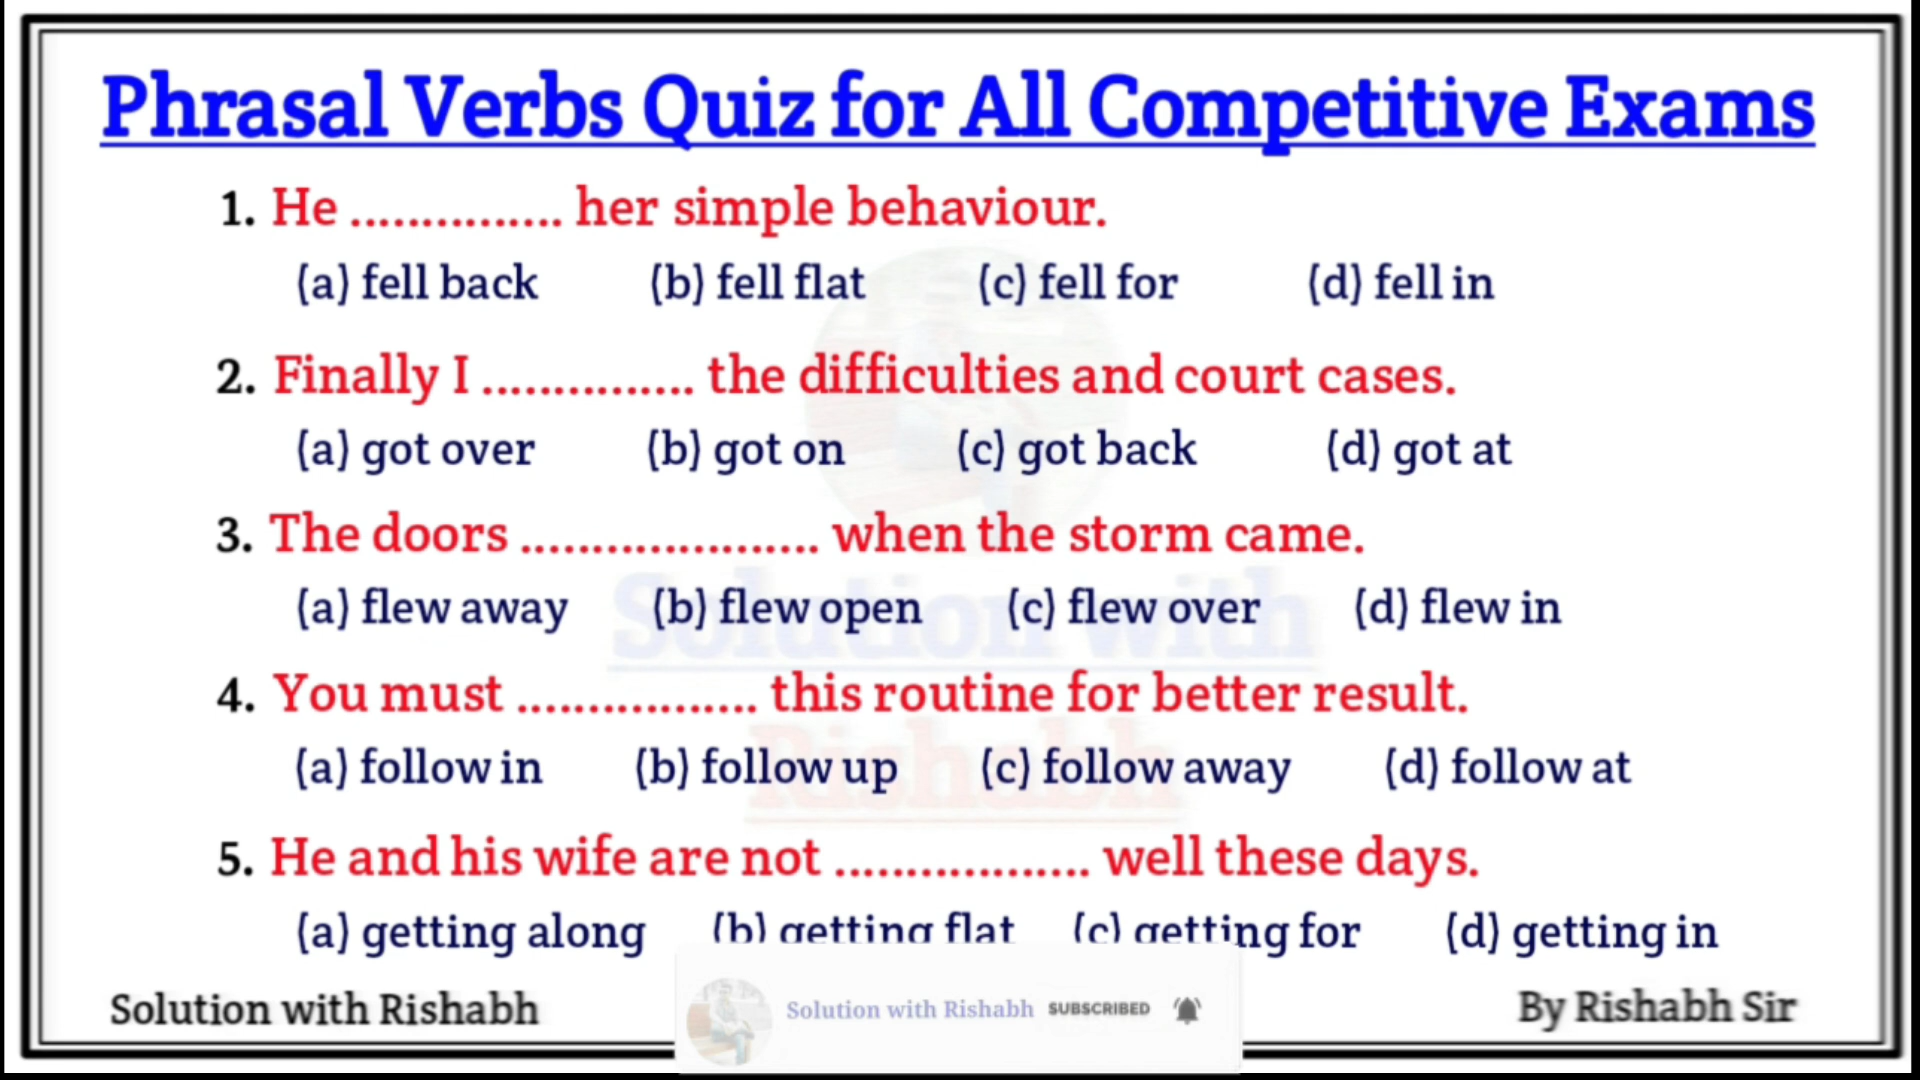 Phrasal Verbs Quiz for All Competitive Exams
1. He ............... her simple behaviour.
(a) fell back (b) fell flat (c) fell for (d) fell in
2. Finally I ............... the difficulties and court cases.
(a) got over (b) got on (c) got back (d) got at
3. The doors ..................... when the storm came.
(a) flew away (b) flew open (c) flew over (d) flew in
4. You must ................. this routine for better result.
(a) follow in (b) follow up (c) follow away (d) follow at
5. He and his wife are not .................. well these days.
(a) getting along (b) getting flat (c) getting for (d) getting in
Solution with Rishabh
Solution with Rishabh SUBSCRIBED
By Rishabh Sir
Solution with
Rishabh